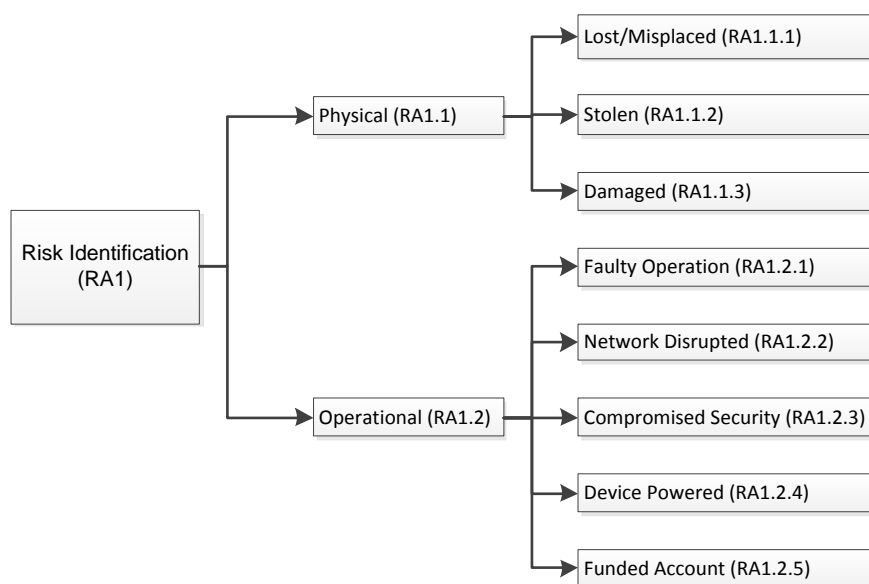 Lost/Misplaced (RA1.1.1)
Physical (RA1.1)
Stolen (RA1.1.2)
Damaged (RA1.1.3)
Risk Identification
(RA1)
Faulty Operation (RA1.2.1)
Network Disrupted (RA1.2.2)
Operational (RA1.2)
Compromised Security (RA1.2.3)
Device Powered (RA1.2.4)
Funded Account (RA1.2.5)